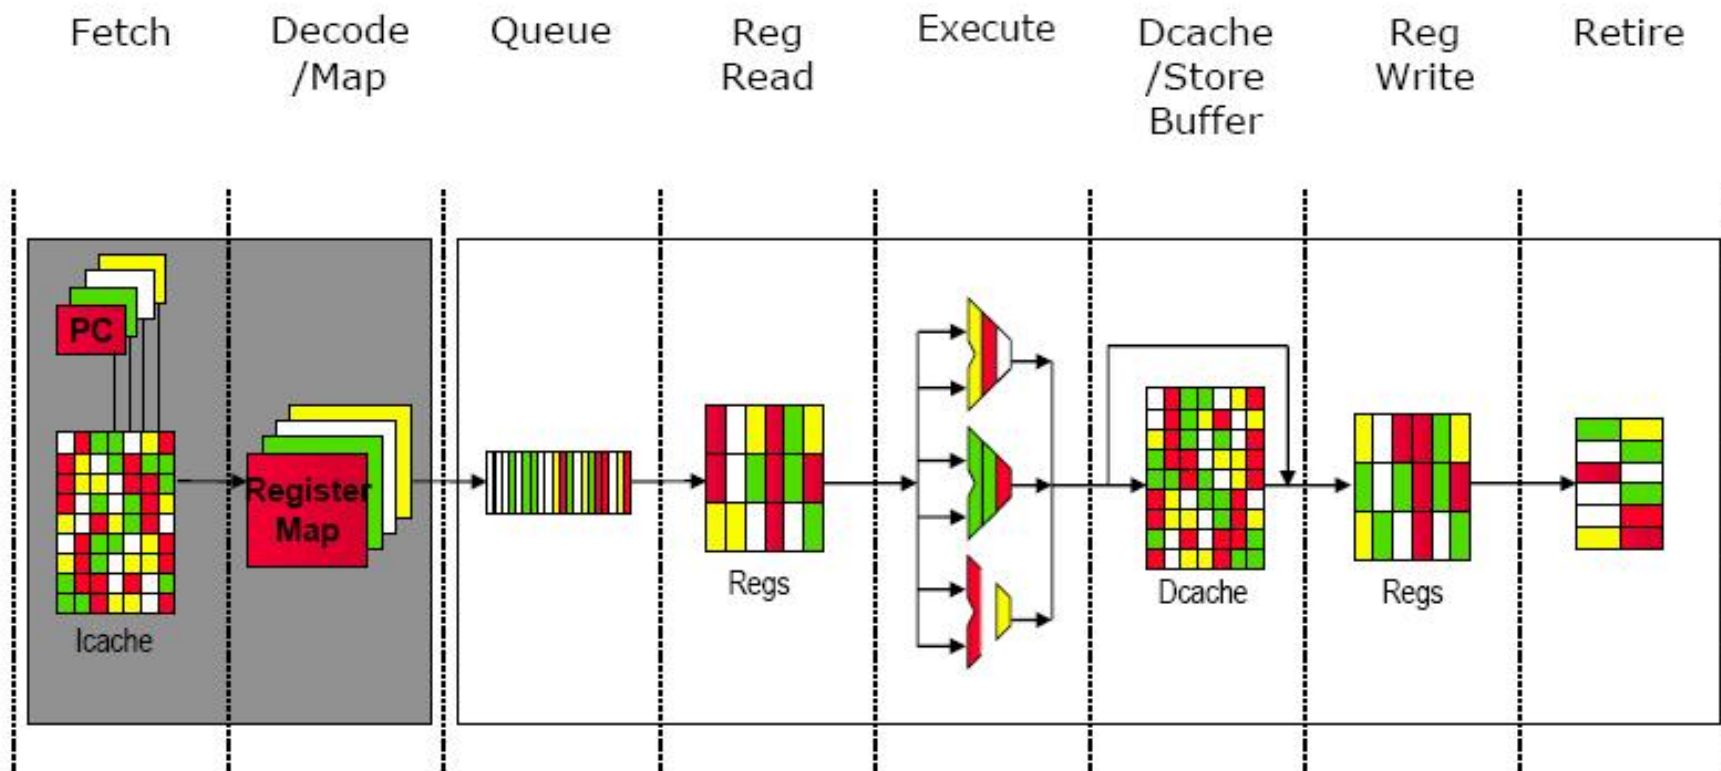 Fetch
Decode
/Map
Queue
Reg
Read
Execute
Dcache
/Store
Buffer
Reg
Write
Retire
PC
Register
Map
Icache
Regs
Dcache
Regs